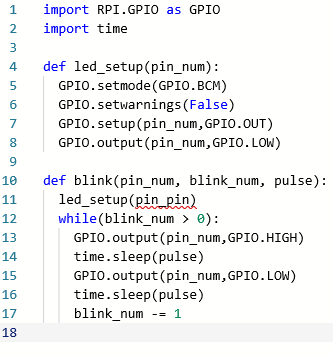 1 import RPI.GPIO as GPIO
2 import time
3
4 def led_setup(pin_num):
5   GPIO.setmode(GPIO.BCM)
6   GPIO.setwarnings(False)
7   GPIO.setup(pin_num,GPIO.OUT)
8   GPIO.output(pin_num,GPIO.LOW)
9
10 def blink(pin_num, blink_num, pulse):
11   led_setup(pin_pin)
12   while(blink_num > 0):
13     GPIO.output(pin_num,GPIO.HIGH)
14     time.sleep(pulse)
15     GPIO.output(pin_num,GPIO.LOW)
16     time.sleep(pulse)
17     blink_num -= 1
18